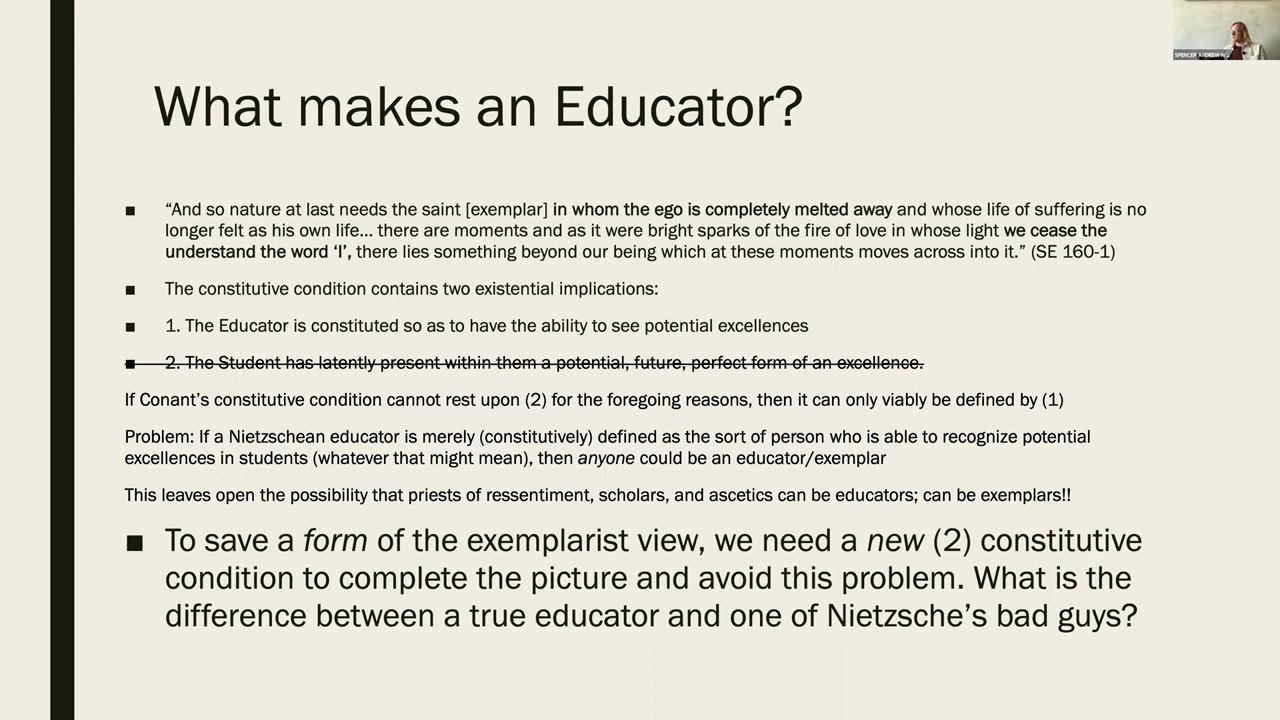 What makes an Educator?
■ “And so nature at last needs the saint [exemplar] in whom the ego is completely melted away and whose life of suffering is no
longer felt as his own life... there are moments and as it were bright sparks of the fire of love in whose light we cease the
understand the word ‘I’, there lies something beyond our being which at these moments moves across into it.” (SE 160-1)
■ The constitutive condition contains two existential implications:
■ 1. The Educator is constituted so as to have the ability to see potential excellences
■ 2. The Student has latently present within them a potential, future, perfect form of an excellence.
If Conant’s constitutive condition cannot rest upon (2) for the foregoing reasons, then it can only viably be defined by (1)
Problem: If a Nietzschean educator is merely (constitutively) defined as the sort of person who is able to recognize potential
excellences in students (whatever that might mean), then anyone could be an educator/exemplar
This leaves open the possibility that priests of ressentiment, scholars, and ascetics can be educators; can be exemplars!!
■ To save a form of the exemplarist view, we need a new (2) constitutive
condition to complete the picture and avoid this problem. What is the
difference between a true educator and one of Nietzsche’s bad guys?
SPENCER ANDREW